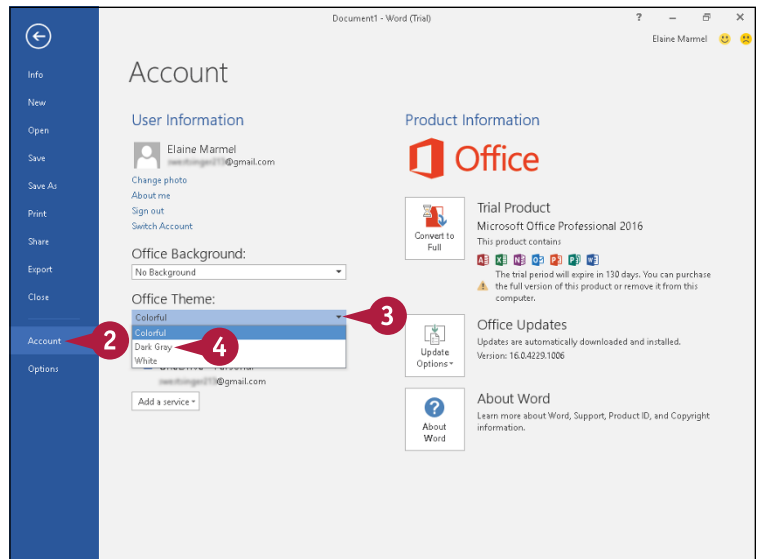 Document1 - Word (Trial)
?
Elaine Marmel
Info
New
Open
Save
Save As
Print
Share
Export
Close
Account
Options
2
Account
User Information
Elaine Marmel
@gmail.com
Change photo
About me
Sign out
Switch Account
Office Background:
No Background
Office Theme:
Colorful
3
Colorful
Dark Gray
4
White
@gmail.com
Add a service
Product Information
Office
Convert to
Full
Trial Product
Microsoft Office Professional 2016
This product contains
The trial period will expire in 130 days. You can purchase
the full version of this product or remove it from this
computer.
Update
Options
Office Updates
Updates are automatically downloaded and installed.
Version: 16.0.4229.1006
?
About
Word
About Word
Learn more about Word, Support, Product ID, and Copyright
information.